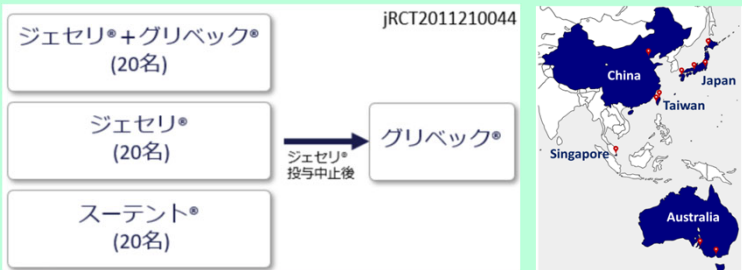 jRCT2011210044
ジェセリ®+グリベック®
(20名)
ジェセリ®
(20名)
ジェセリ®
投与中止後
グリベック®
スーテント®
(20名)
China
Japan
Taiwan
Singapore
Australia